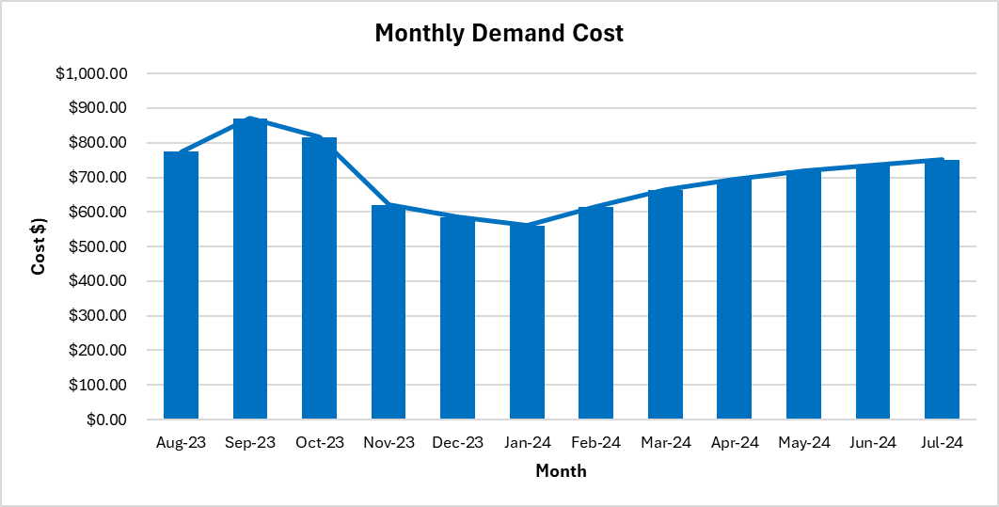 Monthly Demand Cost
$1,000.00
$900.00
$800.00
$700.00
$600.00
$500.00
$400.00
$300.00
$200.00
$100.00
$0.00
Cost $)
Aug-23 Sep-23 Oct-23 Nov-23 Dec-23 Jan-24 Feb-24 Mar-24 Apr-24 May-24 Jun-24 Jul-24
Month